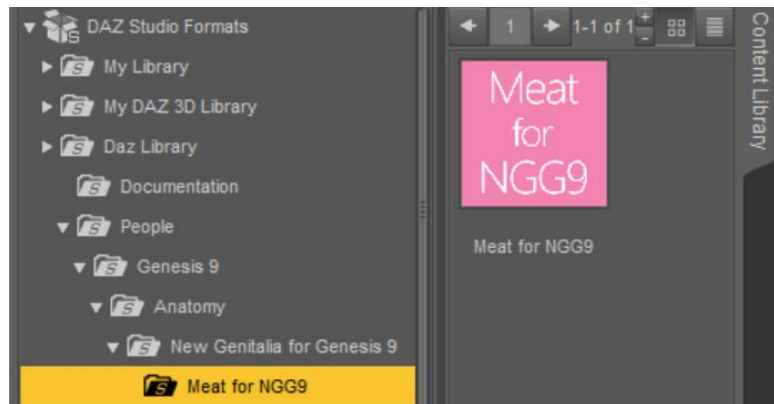 DAZ Studio Formats
My Library
My DAZ 3D Library
Daz Library
Documentation
People
Genesis 9
Anatomy
New Genitalia for Genesis 9
Meat for NGG9
1
1-1 of 1
+
-
Meat
for
NGG9
Meat for NGG9
Content Library